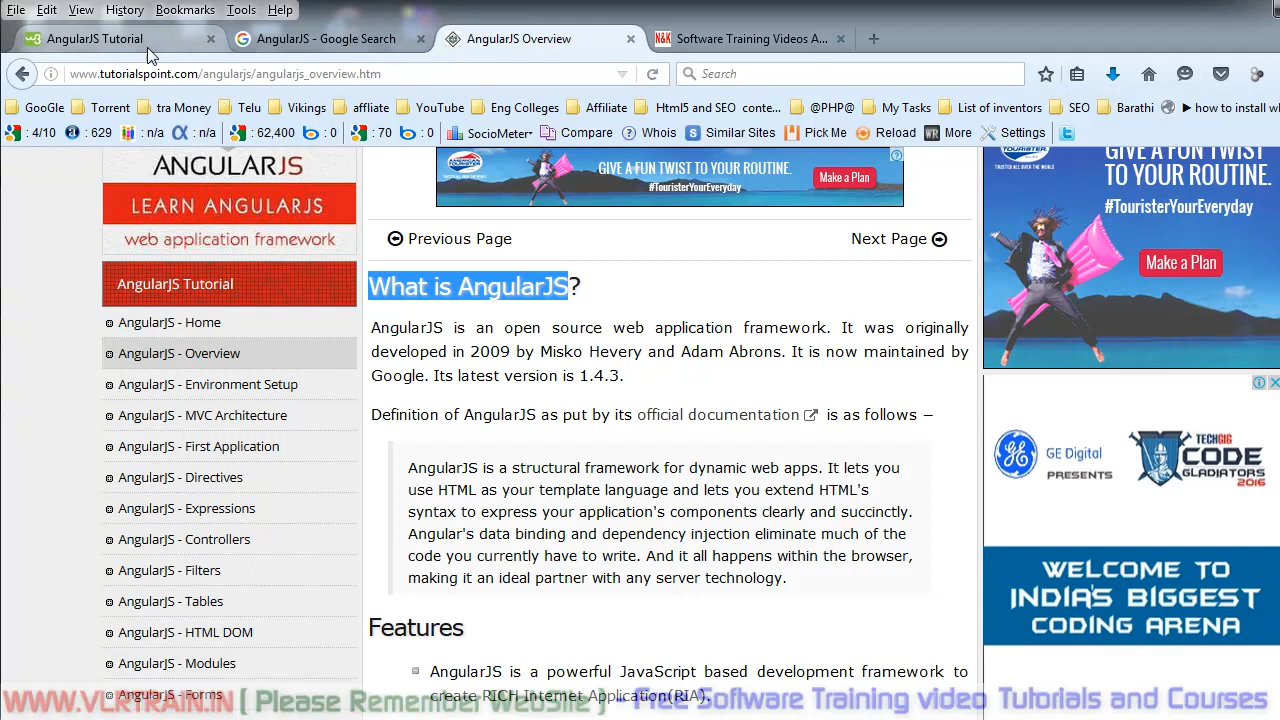 File Edit View History Bookmarks Tools Help
AngularJS Tutorial
AngularJS - Google Search
AngularJS Overview
N&K Software Training Videos A...
www.tutorialspoint.com/angularjs/angularjs_overview.htm
Search
GooGle Torrent tra Money Telu Vikings affliate YouTube Eng Colleges Affiliate Html5 and SEO conte... @PHP@ My Tasks List of inventors SEO Barathi ▶ how to install w
: 4/10 : 629 : n/a : n/a : 62,400 : 0 : 70 : 0 SocioMeter Compare Whois Similar Sites Pick Me Reload WR More Settings
ANGULARJS
LEARN ANGULARJS
web application framework
AngularJS Tutorial
AngularJS - Home
AngularJS - Overview
AngularJS - Environment Setup
AngularJS - MVC Architecture
AngularJS - First Application
AngularJS - Directives
AngularJS - Expressions
AngularJS - Controllers
AngularJS - Filters
AngularJS - Tables
AngularJS - HTML DOM
AngularJS - Modules
AngularJS - Forms
AMERICAN TOURISTER
GIVE A FUN TWIST TO YOUR ROUTINE.
#TouristerYourEveryday
Make a Plan
Previous Page
Next Page
What is AngularJS?
AngularJS is an open source web application framework. It was originally
developed in 2009 by Misko Hevery and Adam Abrons. It is now maintained by
Google. Its latest version is 1.4.3.
Definition of AngularJS as put by its official documentation is as follows −
AngularJS is a structural framework for dynamic web apps. It lets you
use HTML as your template language and lets you extend HTML's
syntax to express your application's components clearly and succinctly.
Angular's data binding and dependency injection eliminate much of the
code you currently have to write. And it all happens within the browser,
making it an ideal partner with any server technology.
Features
AngularJS is a powerful JavaScript based development framework to
create RICH Internet Application(RIA).
GIVE A FUN TWIST
TO YOUR ROUTINE.
#TouristerYourEveryday
Make a Plan
GE Digital
PRESENTS
TECHGIG
CODE
GLADIATORS
2016
WELCOME TO
INDIA'S BIGGEST
CODING ARENA
WWW.VLRTRAIN.IN [ Please Remember Website ] - Free Software Training video Tutorials and Courses